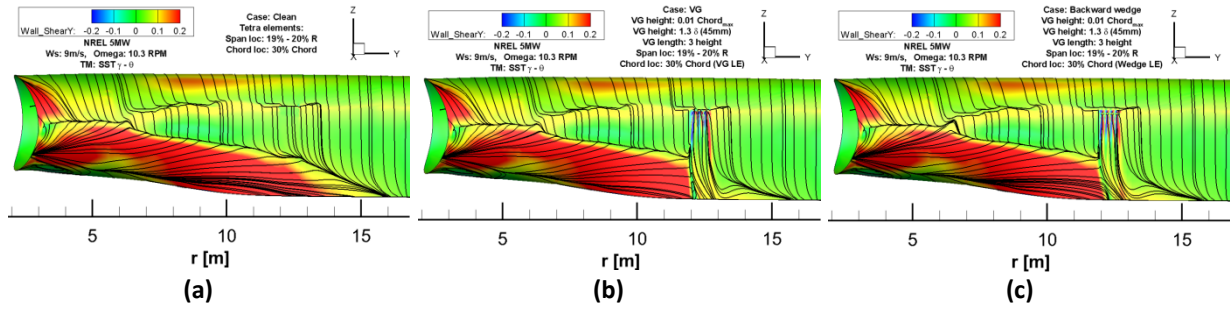 Wall_ShearY: -0.2 -0.1 0 0.1 0.2
NREL 5MW
Ws: 9m/s, Omega: 10.3 RPM
TM: SST γ - θ
Case: Clean
Tetra elements:
Span loc: 19% - 20% R
Chord loc: 30% Chord
Z
X
Y
5 10 15
r [m]
(a)
Wall_ShearY: -0.2 -0.1 0 0.1 0.2
NREL 5MW
Ws: 9m/s, Omega: 10.3 RPM
TM: SST γ - θ
Case: VG
VG height: 0.01 Chordmax
VG height: 1.3 δ (45mm)
VG length: 3 height
Span loc: 19% - 20% R
Chord loc: 30% Chord (VG LE)
Z
X
Y
5 10 15
r [m]
(b)
Wall_ShearY: -0.2 -0.1 0 0.1 0.2
NREL 5MW
Ws: 9m/s, Omega: 10.3 RPM
TM: SST γ - θ
Case: Backward wedge
VG height: 0.01 Chordmax
VG height: 1.3 δ (45mm)
VG length: 3 height
Span loc: 19% - 20% R
Chord loc: 30% Chord (Wedge LE)
Z
X
Y
5 10 15
r [m]
(c)